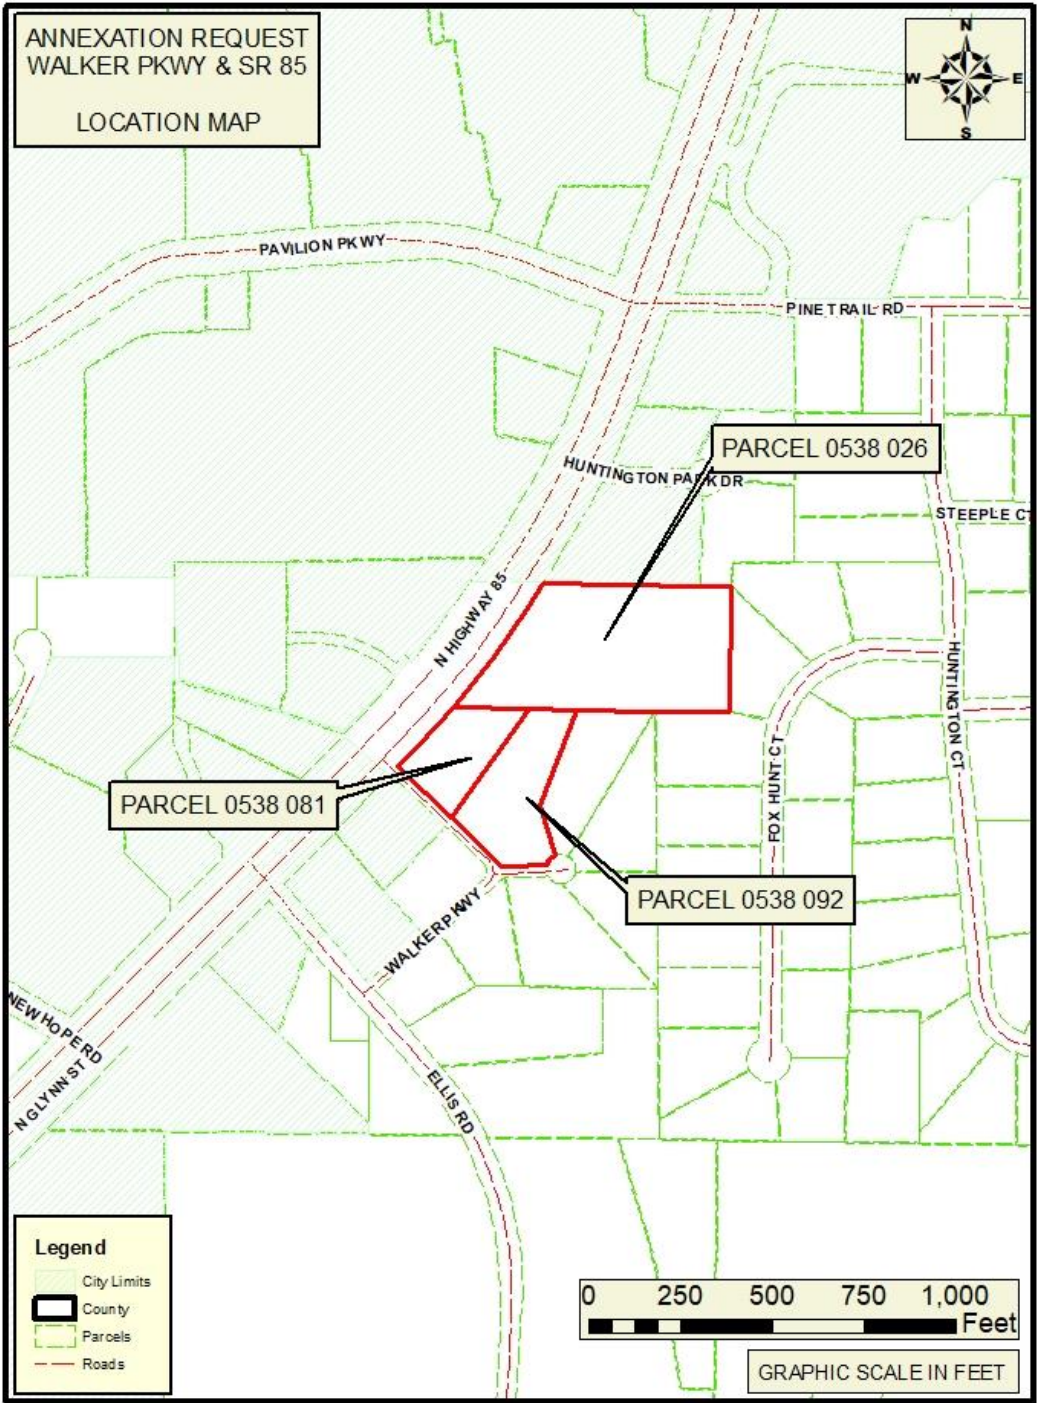 ANNEXATION REQUEST
WALKER PKWY & SR 85
LOCATION MAP
N
W
E
S
PAVILION PKWY
PINE TRAIL RD
PARCEL 0538 026
HUNTINGTON PARK DR
STEEPLE CT
N HIGHWAY 85
HUNTINGTON CT
FOX HUNT CT
PARCEL 0538 081
PARCEL 0538 092
WALKER PKWY
NEW HOPE RD
N GLYNN ST
ELLIS RD
Legend
City Limits
County
Parcels
Roads
0 250 500 750 1,000
Feet
GRAPHIC SCALE IN FEET